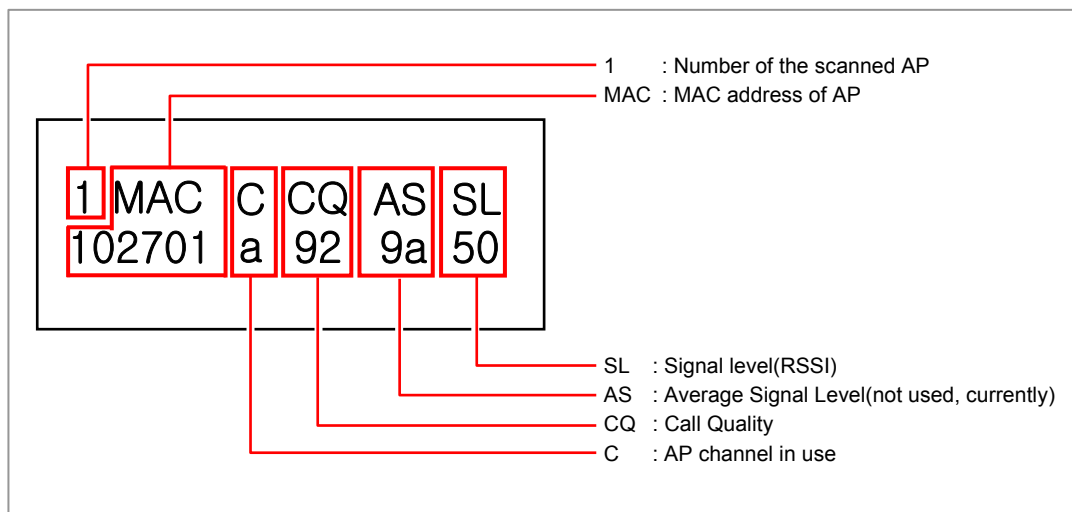 1 : Number of the scanned AP
MAC : MAC address of AP
1 MAC C CQ AS SL
102701 a 92 9a 50
SL : Signal level(RSSI)
AS : Average Signal Level(not used, currently)
CQ : Call Quality
C : AP channel in use